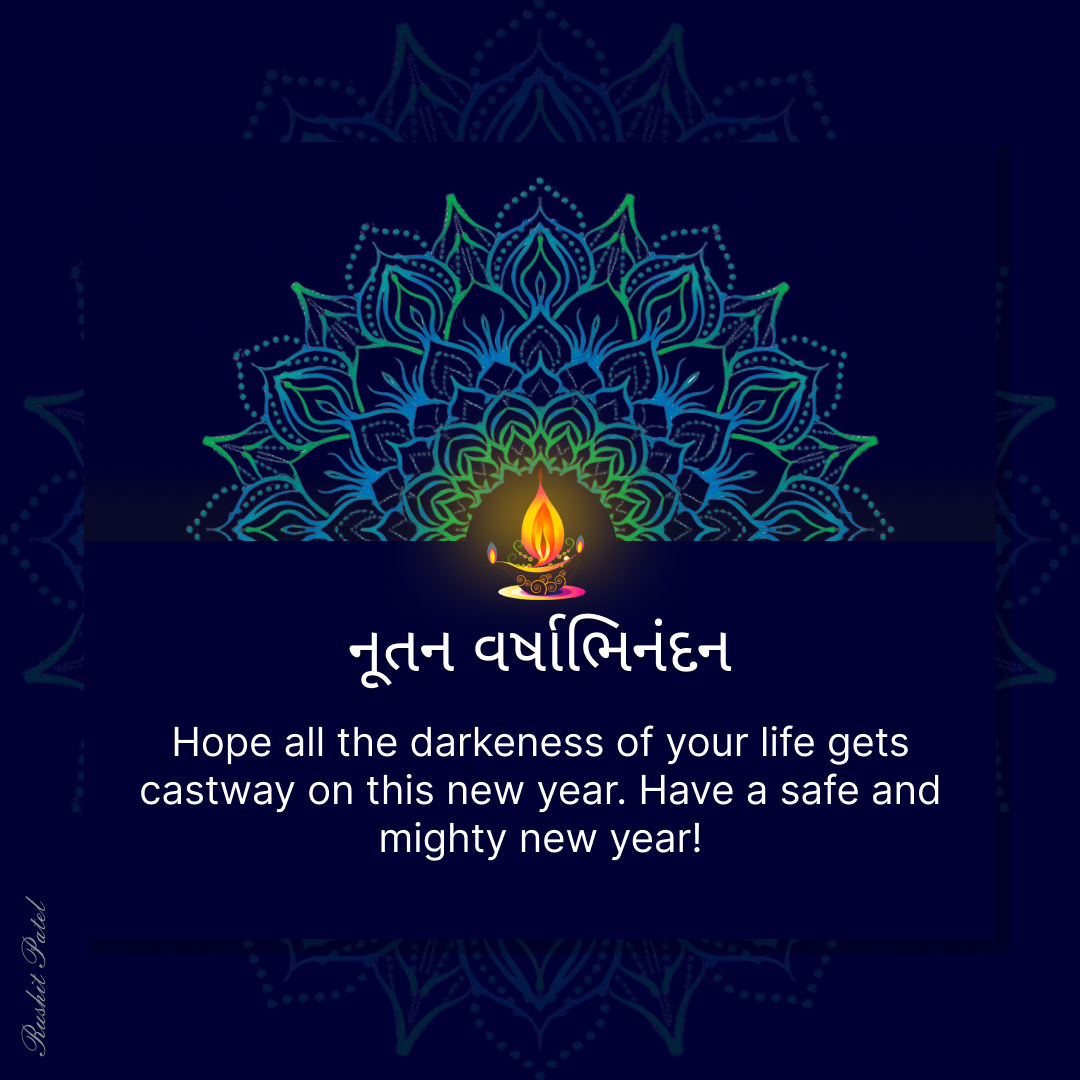 નૂતન વર્ષાભિનંદન
Hope all the darkeness of your life gets
castway on this new year. Have a safe and
mighty new year!
Rushit Patel